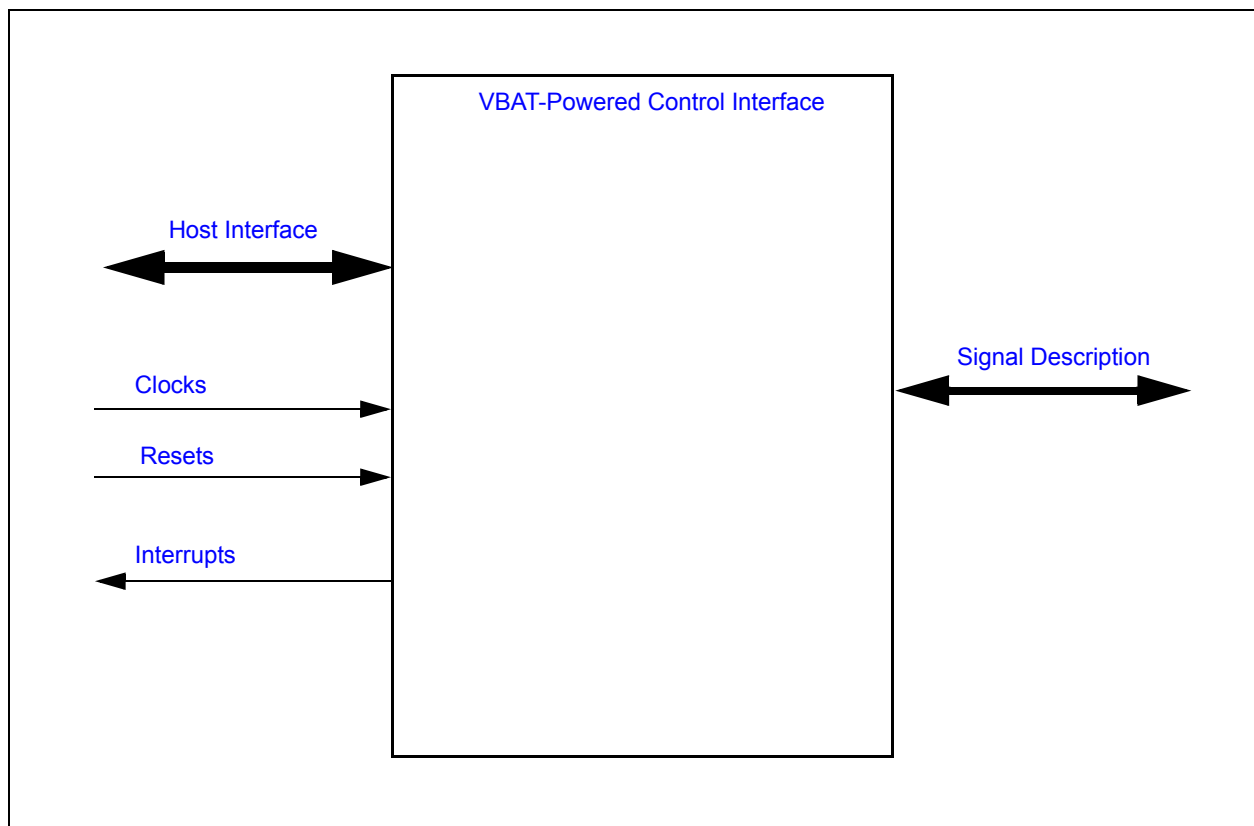 VBAT-Powered Control Interface
Host Interface
Signal Description
Clocks
Resets
Interrupts